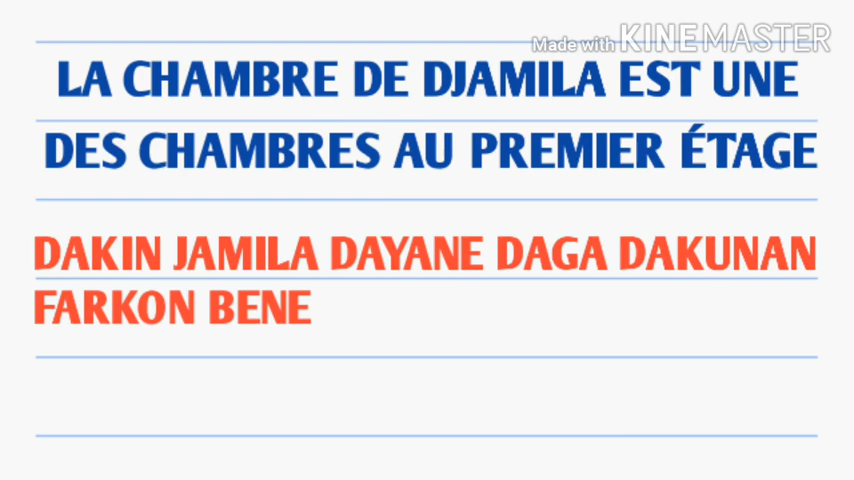 Made with KINEMASTER
LA CHAMBRE DE DJAMILA EST UNE
DES CHAMBRES AU PREMIER ÉTAGE
DAKIN JAMILA DAYANE DAGA DAKUNAN
FARKON BENE